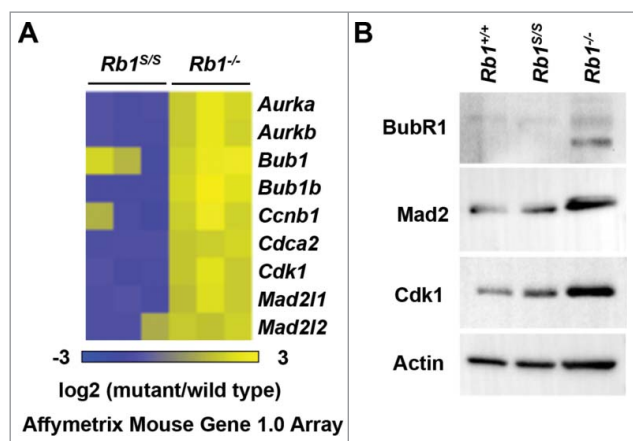 A
Rb1S/S Rb1-/-
Aurka
Aurkb
Bub1
Bub1b
Ccnb1
Cdca2
Cdk1
Mad2l1
Mad2l2
-3 3
log2 (mutant/wild type)
Affymetrix Mouse Gene 1.0 Array
B
Rb1+/+
Rb1S/S
Rb1-/-
BubR1
Mad2
Cdk1
Actin